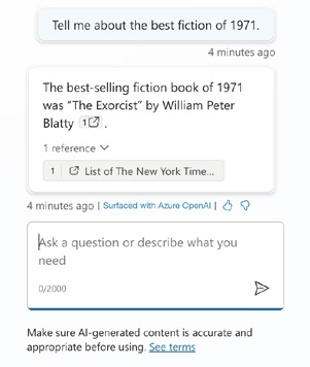 Tell me about the best fiction of 1971.
4 minutes ago
The best-selling fiction book of 1971
was “The Exorcist” by William Peter
Blatty 1 .
1 reference
1 List of The New York Time...
4 minutes ago | Surfaced with Azure OpenAI |
Ask a question or describe what you
need
0/2000
Make sure AI-generated content is accurate and
appropriate before using. See terms